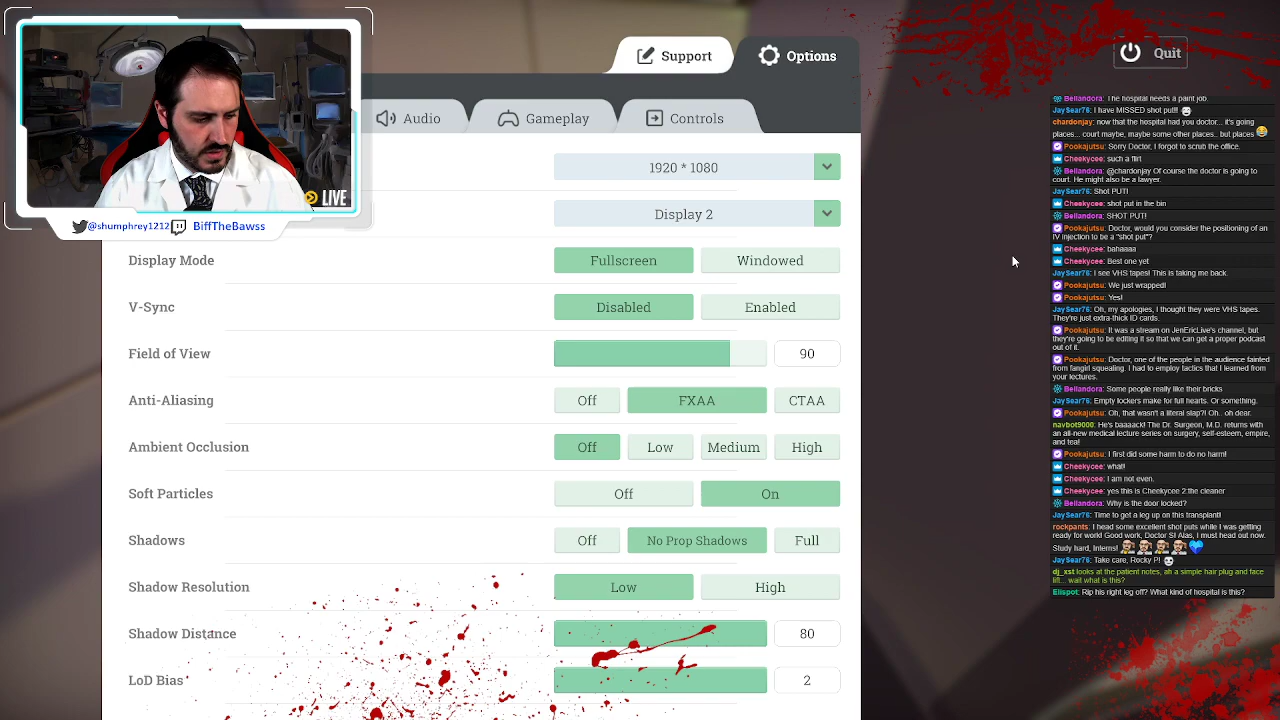 LIVE
@shumphrey1212 BiffTheBawss
Support
Options
Quit
Audio
Gameplay
Controls
1920 * 1080
Display 2
Display Mode
Fullscreen
Windowed
V-Sync
Disabled
Enabled
Field of View
90
Anti-Aliasing
Off
FXAA
CTAA
Ambient Occlusion
Off
Low
Medium
High
Soft Particles
Off
On
Shadows
Off
No Prop Shadows
Full
Shadow Resolution
Low
High
Shadow Distance
80
LoD Bias
2
Bellandora: The hospital needs a paint job.
JaySear76: I have MISSED shot put!!
chardonjay: now that the hospital had you doctor... it's going
places... court maybe, maybe some other places.. but places
Pookajutsu: Sorry Doctor, I forgot to scrub the office.
Cheekycee: such a flirt
Bellandora: @chardonjay Of course the doctor is going to
court. He might also be a lawyer.
JaySear76: Shot PUT!
Cheekycee: shot put in the bin
Bellandora: SHOT PUT!
Pookajutsu: Doctor, would you consider the positioning of an
IV injection to be a "shot put"?
Cheekycee: bahaaaa
Cheekycee: Best one yet
JaySear76: I see VHS tapes! This is taking me back.
Pookajutsu: We just wrapped!
Pookajutsu: Yes!
JaySear76: Oh, my apologies, I thought they were VHS tapes.
They're just extra-thick ID cards.
Pookajutsu: It was a stream on JenEricLive's channel, but
they're going to be editing it so that we can get a proper podcast
out of it.
Pookajutsu: Doctor, one of the people in the audience fainted
from fangirl squealing. I had to employ tactics that I learned from
your lectures.
Bellandora: Some people really like their bricks
JaySear76: Empty lockers make for full hearts. Or something.
Pookajutsu: Oh, that wasn't a literal slap?! Oh.. oh dear.
navbot9000: He's baaaack! The Dr. Surgeon, M.D. returns with
an all-new medical lecture series on surgery, self-esteem, empire,
and tea!
Pookajutsu: I first did some harm to do no harm!
Cheekycee: what!
Cheekycee: I am not even.
Cheekycee: yes this is Cheekycee 2:the cleaner
Bellandora: Why is the door locked?
JaySear76: Time to get a leg up on this transplant!
rockpants: I head some excellent shot puts while I was getting
ready for world Good work, Doctor SI Alas, I must head out now.
Study hard, Interns!
JaySear76: Take care, Rocky P!
dj_xst looks at the patient notes, ah a simple hair plug and face
lift... wait what is this?
Elispot: Rip his right leg off? What kind of hospital is this?